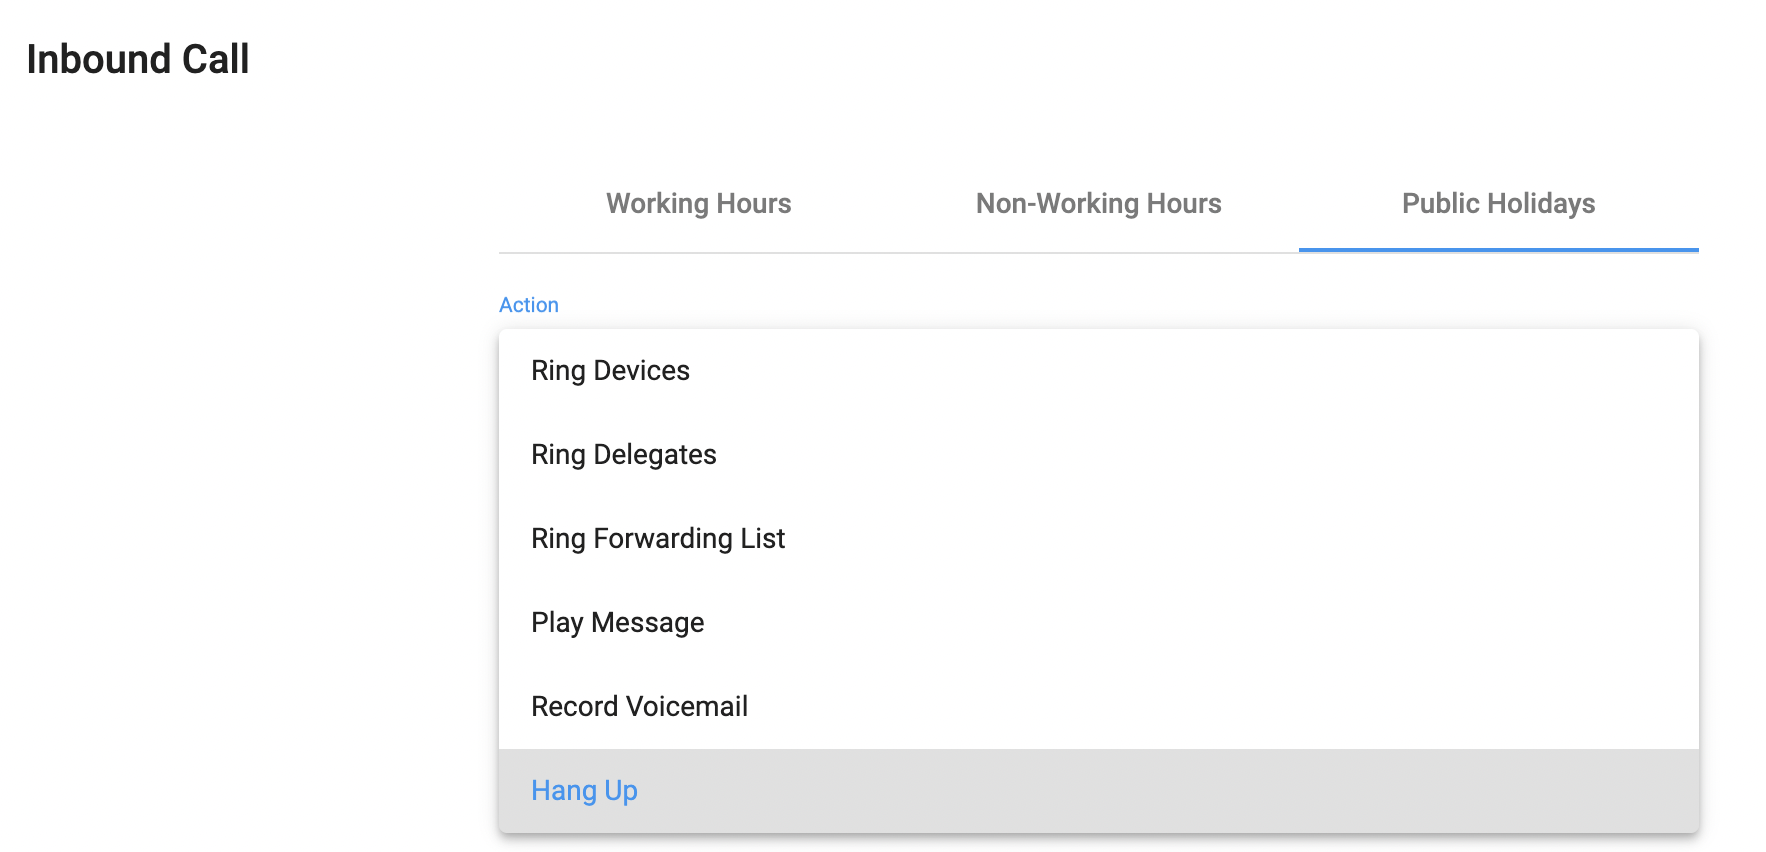 Inbound Call
Working Hours Non-Working Hours Public Holidays
Action
Ring Devices
Ring Delegates
Ring Forwarding List
Play Message
Record Voicemail
Hang Up